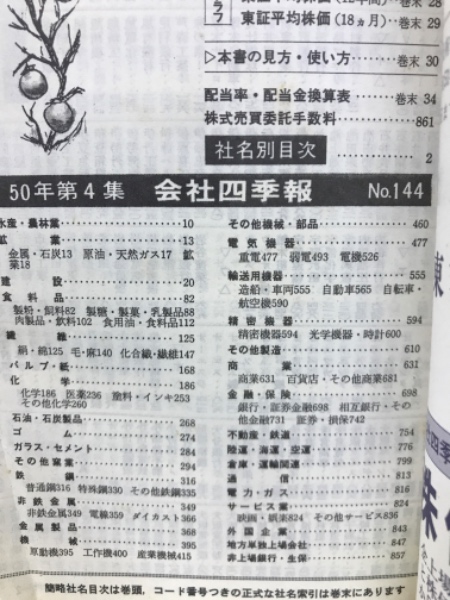 ラフ
東証平均株価(18ヵ月)‥巻末 29
▷本書の見方・使い方………巻末 30
配当率・配当金換算表………巻末 34
株式売買委託手数料…………861
社名別目次 ……………… 2
50年第4集 会社四季報 No.144
水産・農林業……10
鉱業……13
金属・石炭13 原油・天然ガス17 鉱
業18
建設……20
食料品……82
製粉・飼料82 製糖・製菓・乳製品88
肉製品・飲料102 食用油・食料品112
繊維……125
絹・綿125 毛・麻140 化合繊・繊維147
パルプ・紙……168
化学……186
化学186 医薬236 塗料・インキ253
その他化学260
石油・石炭製品……268
ゴム……274
ガラス・セメント……284
その他窯業……294
鉄鋼……316
普通鋼316 特殊鋼330 その他鉄鋼335
非鉄金属……349
非鉄金属349 電線359 ダイカスト366
金属製品……368
機械……395
原動機395 工作機400 産業機械415
その他機械・部品……460
電気機器……477
重電477 弱電493 電機526
輸送用機器……555
造船・車両555 自動車565 自転車・
航空機590
精密機器……594
精密機器594 光学機器・時計600
その他製造……610
商業……631
商業631 百貨店・その他商業681
金融・保険……698
銀行・証券金融698 相互銀行・その
他金融731 証券・損保742
不動産・鉄道……754
陸運・海運・空運……776
倉庫・運輸関連……799
通信……813
電力・ガス……816
サービス業……824
映画・娯楽824 その他サービス836
外国企業……843
地方単独上場会社……847
非上場銀行・生保……857
簡略社名目次は巻頭,コード番号つきの正式な社名索引は巻末にあります